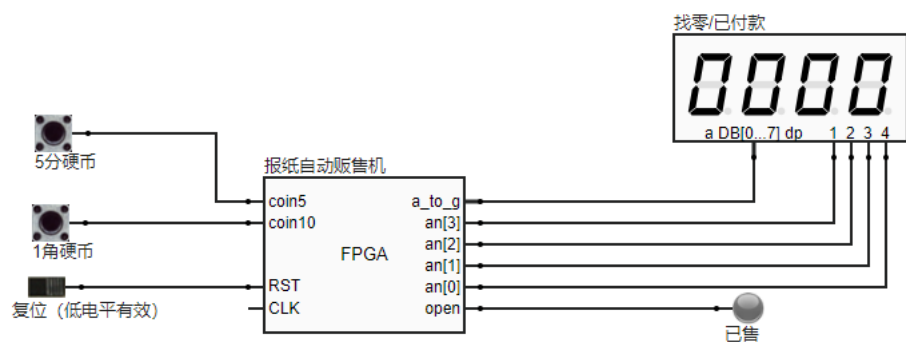 找零/已付款
0000
a DB[0...7] dp 1 2 3 4
5分硬币
报纸自动贩售机
coin5 a_to_g
coin10 an[3]
1角硬币
FPGA
an[2]
an[1]
RST an[0]
复位（低电平有效）
CLK open
已售